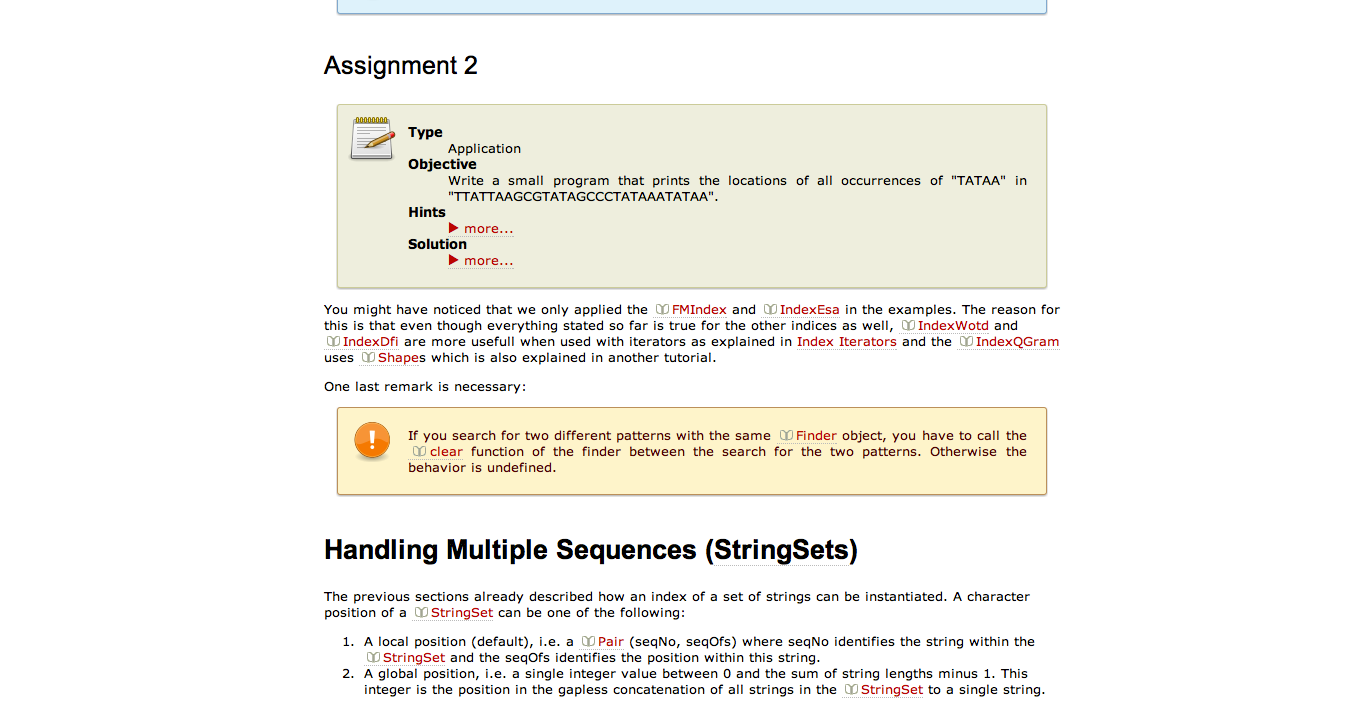 Assignment 2
Type
Application
Objective
Write a small program that prints the locations of all occurrences of "TATAA" in
"TTATTAAGCGTATAGCCCTATAAATATAA".
Hints
more...
Solution
more...
You might have noticed that we only applied the FMIndex and IndexEsa in the examples. The reason for
this is that even though everything stated so far is true for the other indices as well, IndexWotd and
IndexDfi are more usefull when used with iterators as explained in Index Iterators and the IndexQGram
uses Shapes which is also explained in another tutorial.
One last remark is necessary:
If you search for two different patterns with the same Finder object, you have to call the
clear function of the finder between the search for the two patterns. Otherwise the
behavior is undefined.
Handling Multiple Sequences (StringSets)
The previous sections already described how an index of a set of strings can be instantiated. A character
position of a StringSet can be one of the following:
1. A local position (default), i.e. a Pair (seqNo, seqOfs) where seqNo identifies the string within the
StringSet and the seqOfs identifies the position within this string.
2. A global position, i.e. a single integer value between 0 and the sum of string lengths minus 1. This
integer is the position in the gapless concatenation of all strings in the StringSet to a single string.